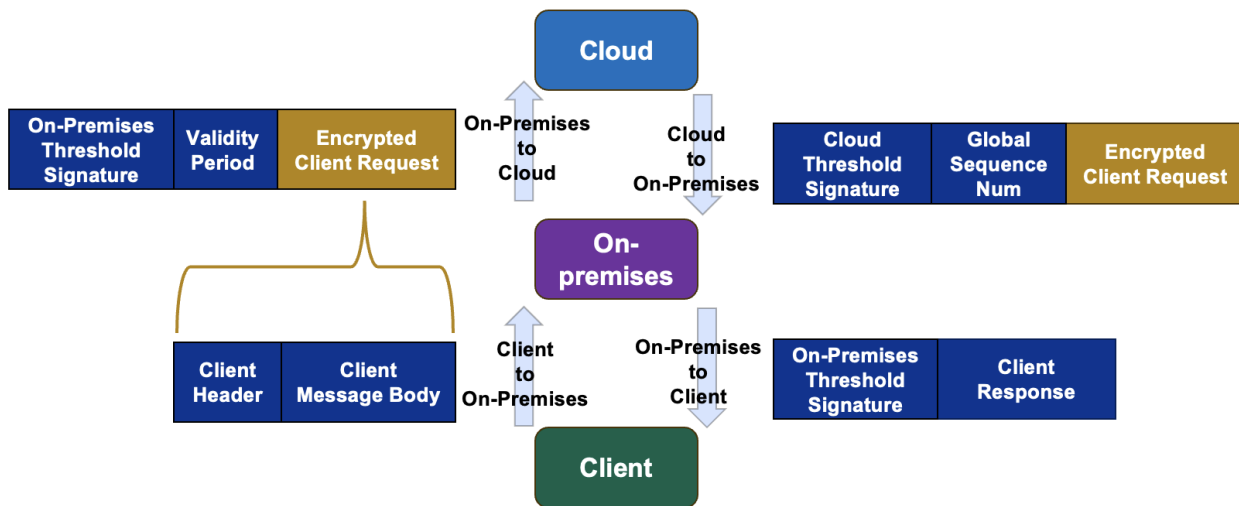 Cloud
On-Premises
Threshold
Signature
Validity
Period
Encrypted
Client Request
On-Premises
to
Cloud
Cloud
to
On-Premises
Cloud
Threshold
Signature
Global
Sequence
Num
Encrypted
Client Request
On-
premises
Client
Header
Client
Message Body
Client
to
On-Premises
On-Premises
to
Client
On-Premises
Threshold
Signature
Client
Response
Client